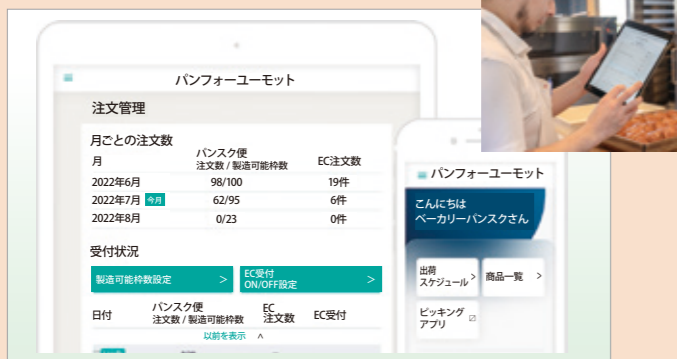 パンフォーユーモット
注文管理
月ごとの注文数
月 パンスク便 注文数 / 製造可能枠数 EC注文数
2022年6月 98/100 19件
2022年7月 今月 62/95 6件
2022年8月 0/23 0件
受付状況
製造可能枠数設定 >
EC受付
ON/OFF設定 >
日付 パンスク便 注文数 / 製造可能枠数 EC 注文数 EC受付
以前を表示 ∧
パンフォーユーモット
こんにちは
ベーカリーパンスクさん
出荷
スケジュール >
商品一覧 >
ピッキング
アプリ